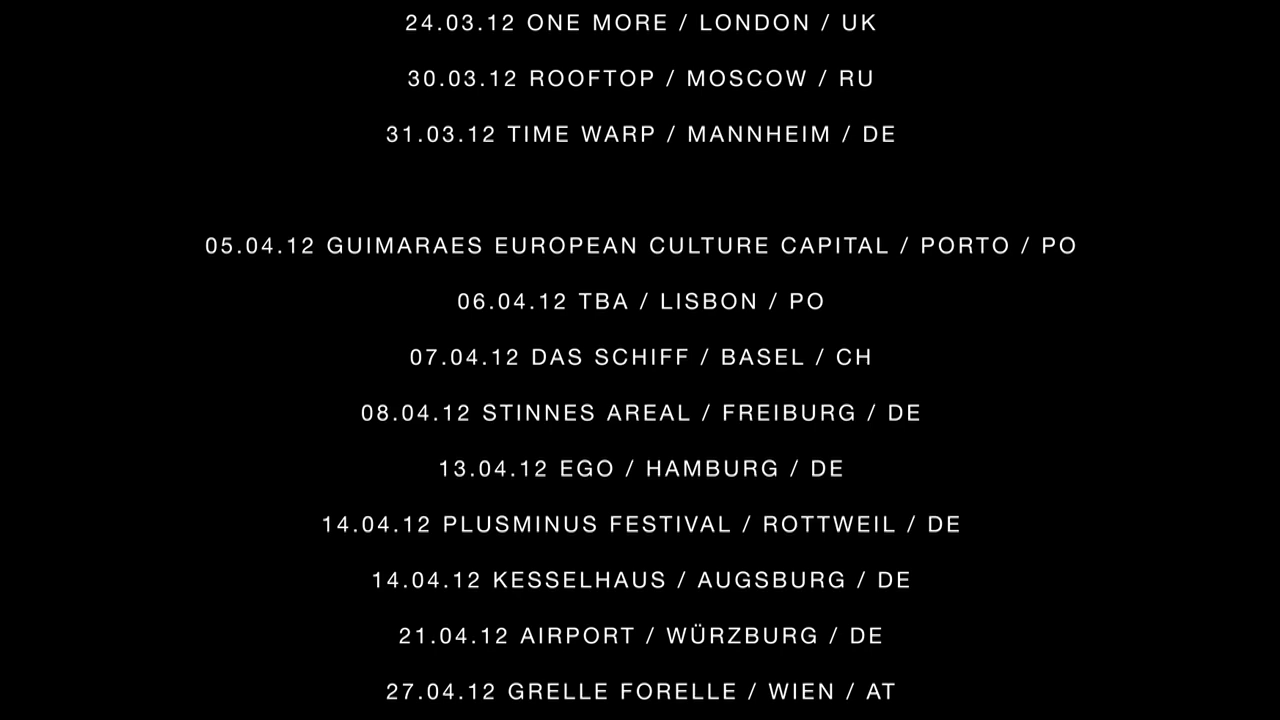 24.03.12 ONE MORE / LONDON / UK
30.03.12 ROOFTOP / MOSCOW / RU
31.03.12 TIME WARP / MANNHEIM / DE
05.04.12 GUIMARAES EUROPEAN CULTURE CAPITAL / PORTO / PO
06.04.12 TBA / LISBON / PO
07.04.12 DAS SCHIFF / BASEL / CH
08.04.12 STINNES AREAL / FREIBURG / DE
13.04.12 EGO / HAMBURG / DE
14.04.12 PLUSMINUS FESTIVAL / ROTTWEIL / DE
14.04.12 KESSELHAUS / AUGSBURG / DE
21.04.12 AIRPORT / WÜRZBURG / DE
27.04.12 GRELLE FORELLE / WIEN / AT